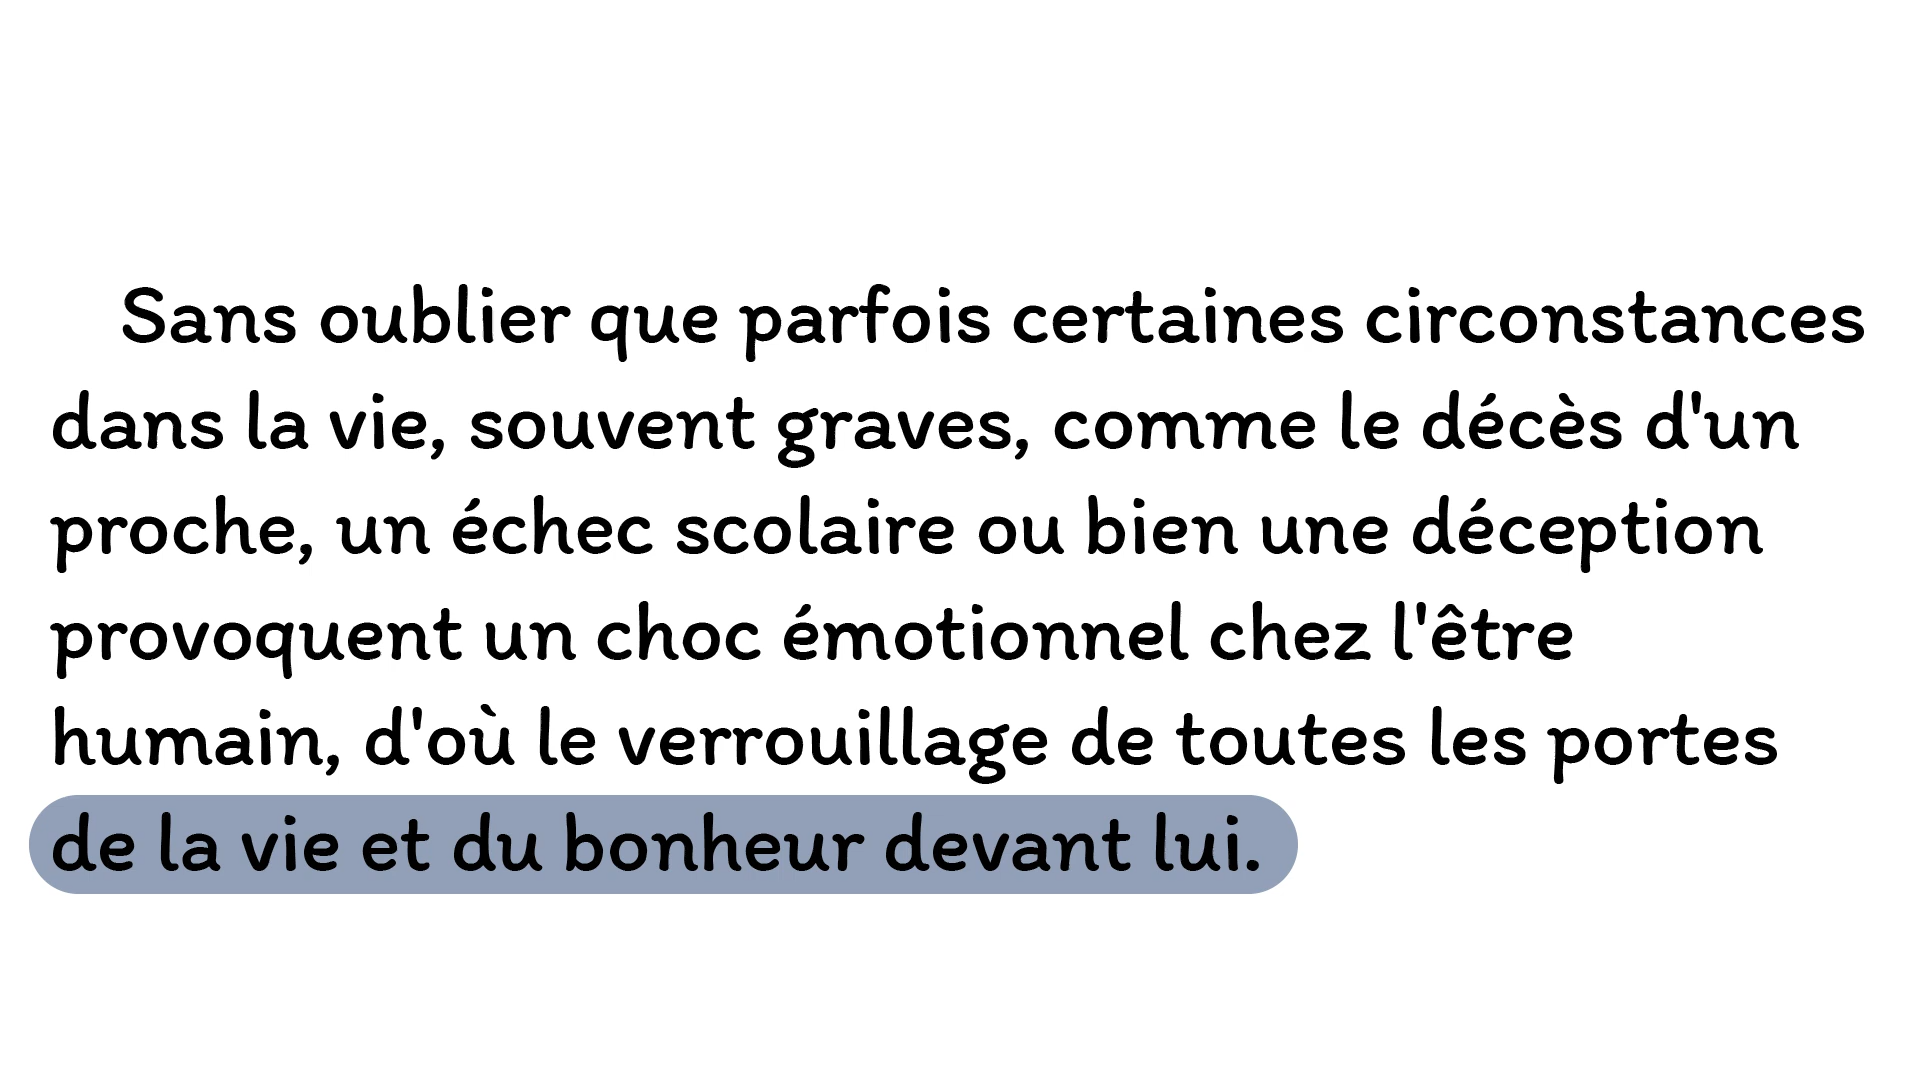 Sans oublier que parfois certaines circonstances
dans la vie, souvent graves, comme le décès d'un
proche, un échec scolaire ou bien une déception
provoquent un choc émotionnel chez l'être
humain, d'où le verrouillage de toutes les portes
de la vie et du bonheur devant lui.